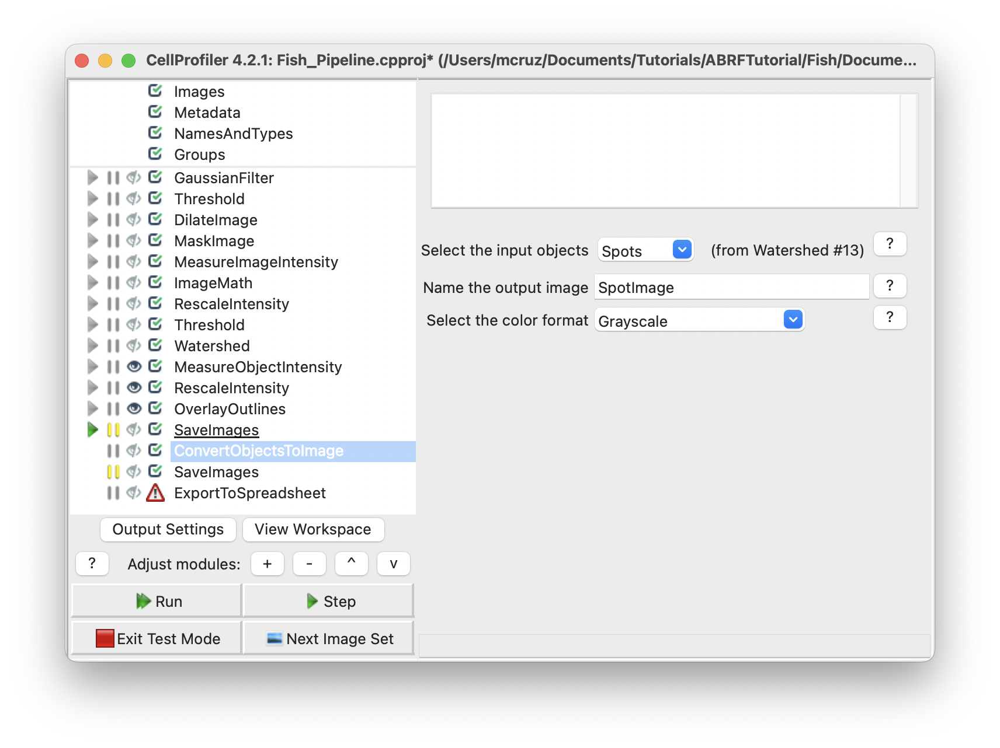 CellProfiler 4.2.1: Fish_Pipeline.cpproj* (/Users/mcruz/Documents/Tutorials/ABRFTutorial/Fish/Docume...
Images
Metadata
NamesAndTypes
Groups
GaussianFilter
Threshold
DilateImage
MaskImage
MeasureImageIntensity
ImageMath
RescaleIntensity
Threshold
Watershed
MeasureObjectIntensity
RescaleIntensity
OverlayOutlines
SaveImages
ConvertObjectsToImage
SaveImages
ExportToSpreadsheet
Output Settings
View Workspace
? Adjust modules: + - ^ v
Run
Step
Exit Test Mode
Next Image Set
Select the input objects Spots (from Watershed #13) ?
Name the output image SpotImage ?
Select the color format Grayscale ?